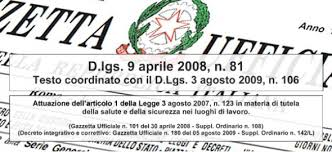 Anno
GAZZETTA
UFFICIALE
D.lgs. 9 aprile 2008, n. 81
Testo coordinato con il D.Lgs. 3 agosto 2009, n. 106
Attuazione dell'articolo 1 della Legge 3 agosto 2007, n. 123 in materia di tutela
della salute e della sicurezza nei luoghi di lavoro.
(Gazzetta Ufficiale n. 101 del 30 aprile 2008 - Suppl. Ordinario n. 108)
(Decreto integrativo e correttivo: Gazzetta Ufficiale n. 180 del 05 agosto 2009 - Suppl. Ordinario n. 142/L)